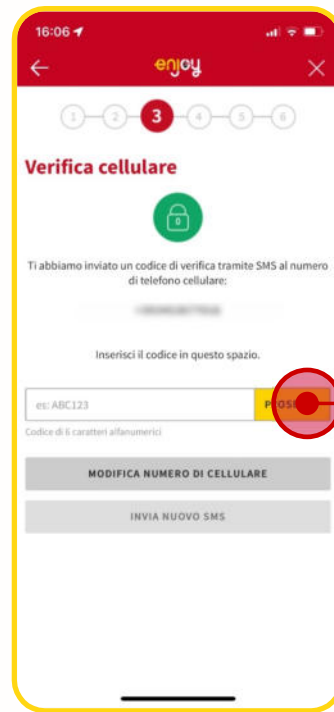 16:06
enjoy
1 2 3 4 5 6
Verifica cellulare
Ti abbiamo inviato un codice di verifica tramite SMS al numero
di telefono cellulare:
Inserisci il codice in questo spazio.
es: ABC123
Codice di 6 caratteri alfanumerici
MODIFICA NUMERO DI CELLULARE
INVIA NUOVO SMS